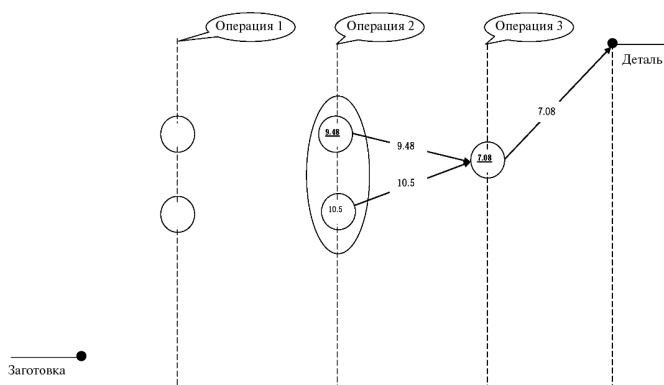 Операция 1
Операция 2
Операция 3
Деталь
7.08
9.48
9.48
7.08
10.5
10.5
Заготовка